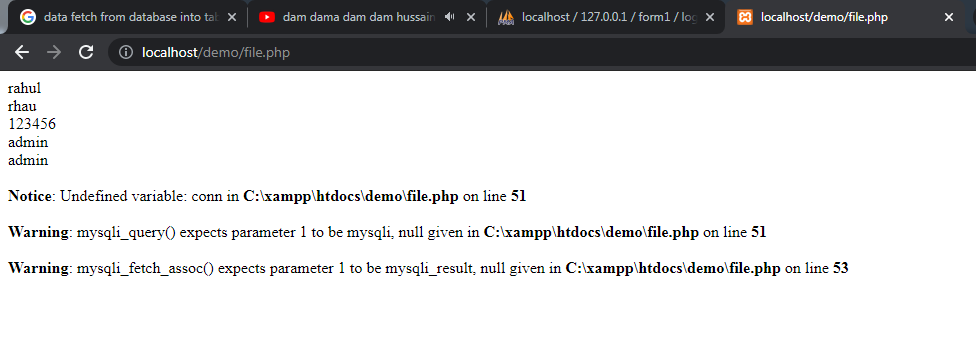 data fetch from database into tab
dam dama dam dam hussain
localhost / 127.0.0.1 / form1 / log
localhost/demo/file.php
localhost/demo/file.php
rahul
rhau
123456
admin
admin
Notice: Undefined variable: conn in C:\xampp\htdocs\demo\file.php on line 51
Warning: mysqli_query() expects parameter 1 to be mysqli, null given in C:\xampp\htdocs\demo\file.php on line 51
Warning: mysqli_fetch_assoc() expects parameter 1 to be mysqli_result, null given in C:\xampp\htdocs\demo\file.php on line 53